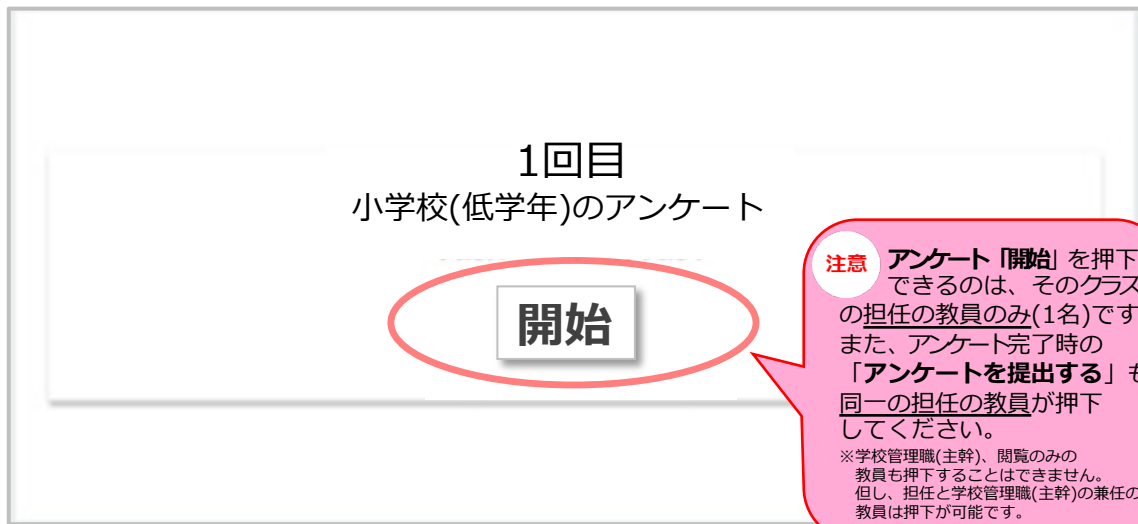 1回目
小学校(低学年)のアンケート
開始
注意
アンケート「開始」を押下
できるのは、そのクラス
の担任の教員のみ(1名)です
また、アンケート完了時の
「アンケートを提出する」も
同一の担任の教員が押下
してください。
※学校管理職(主幹)、閲覧のみの
教員も押下することはできません。
但し、担任と学校管理職(主幹)の兼任の
教員は押下が可能です。